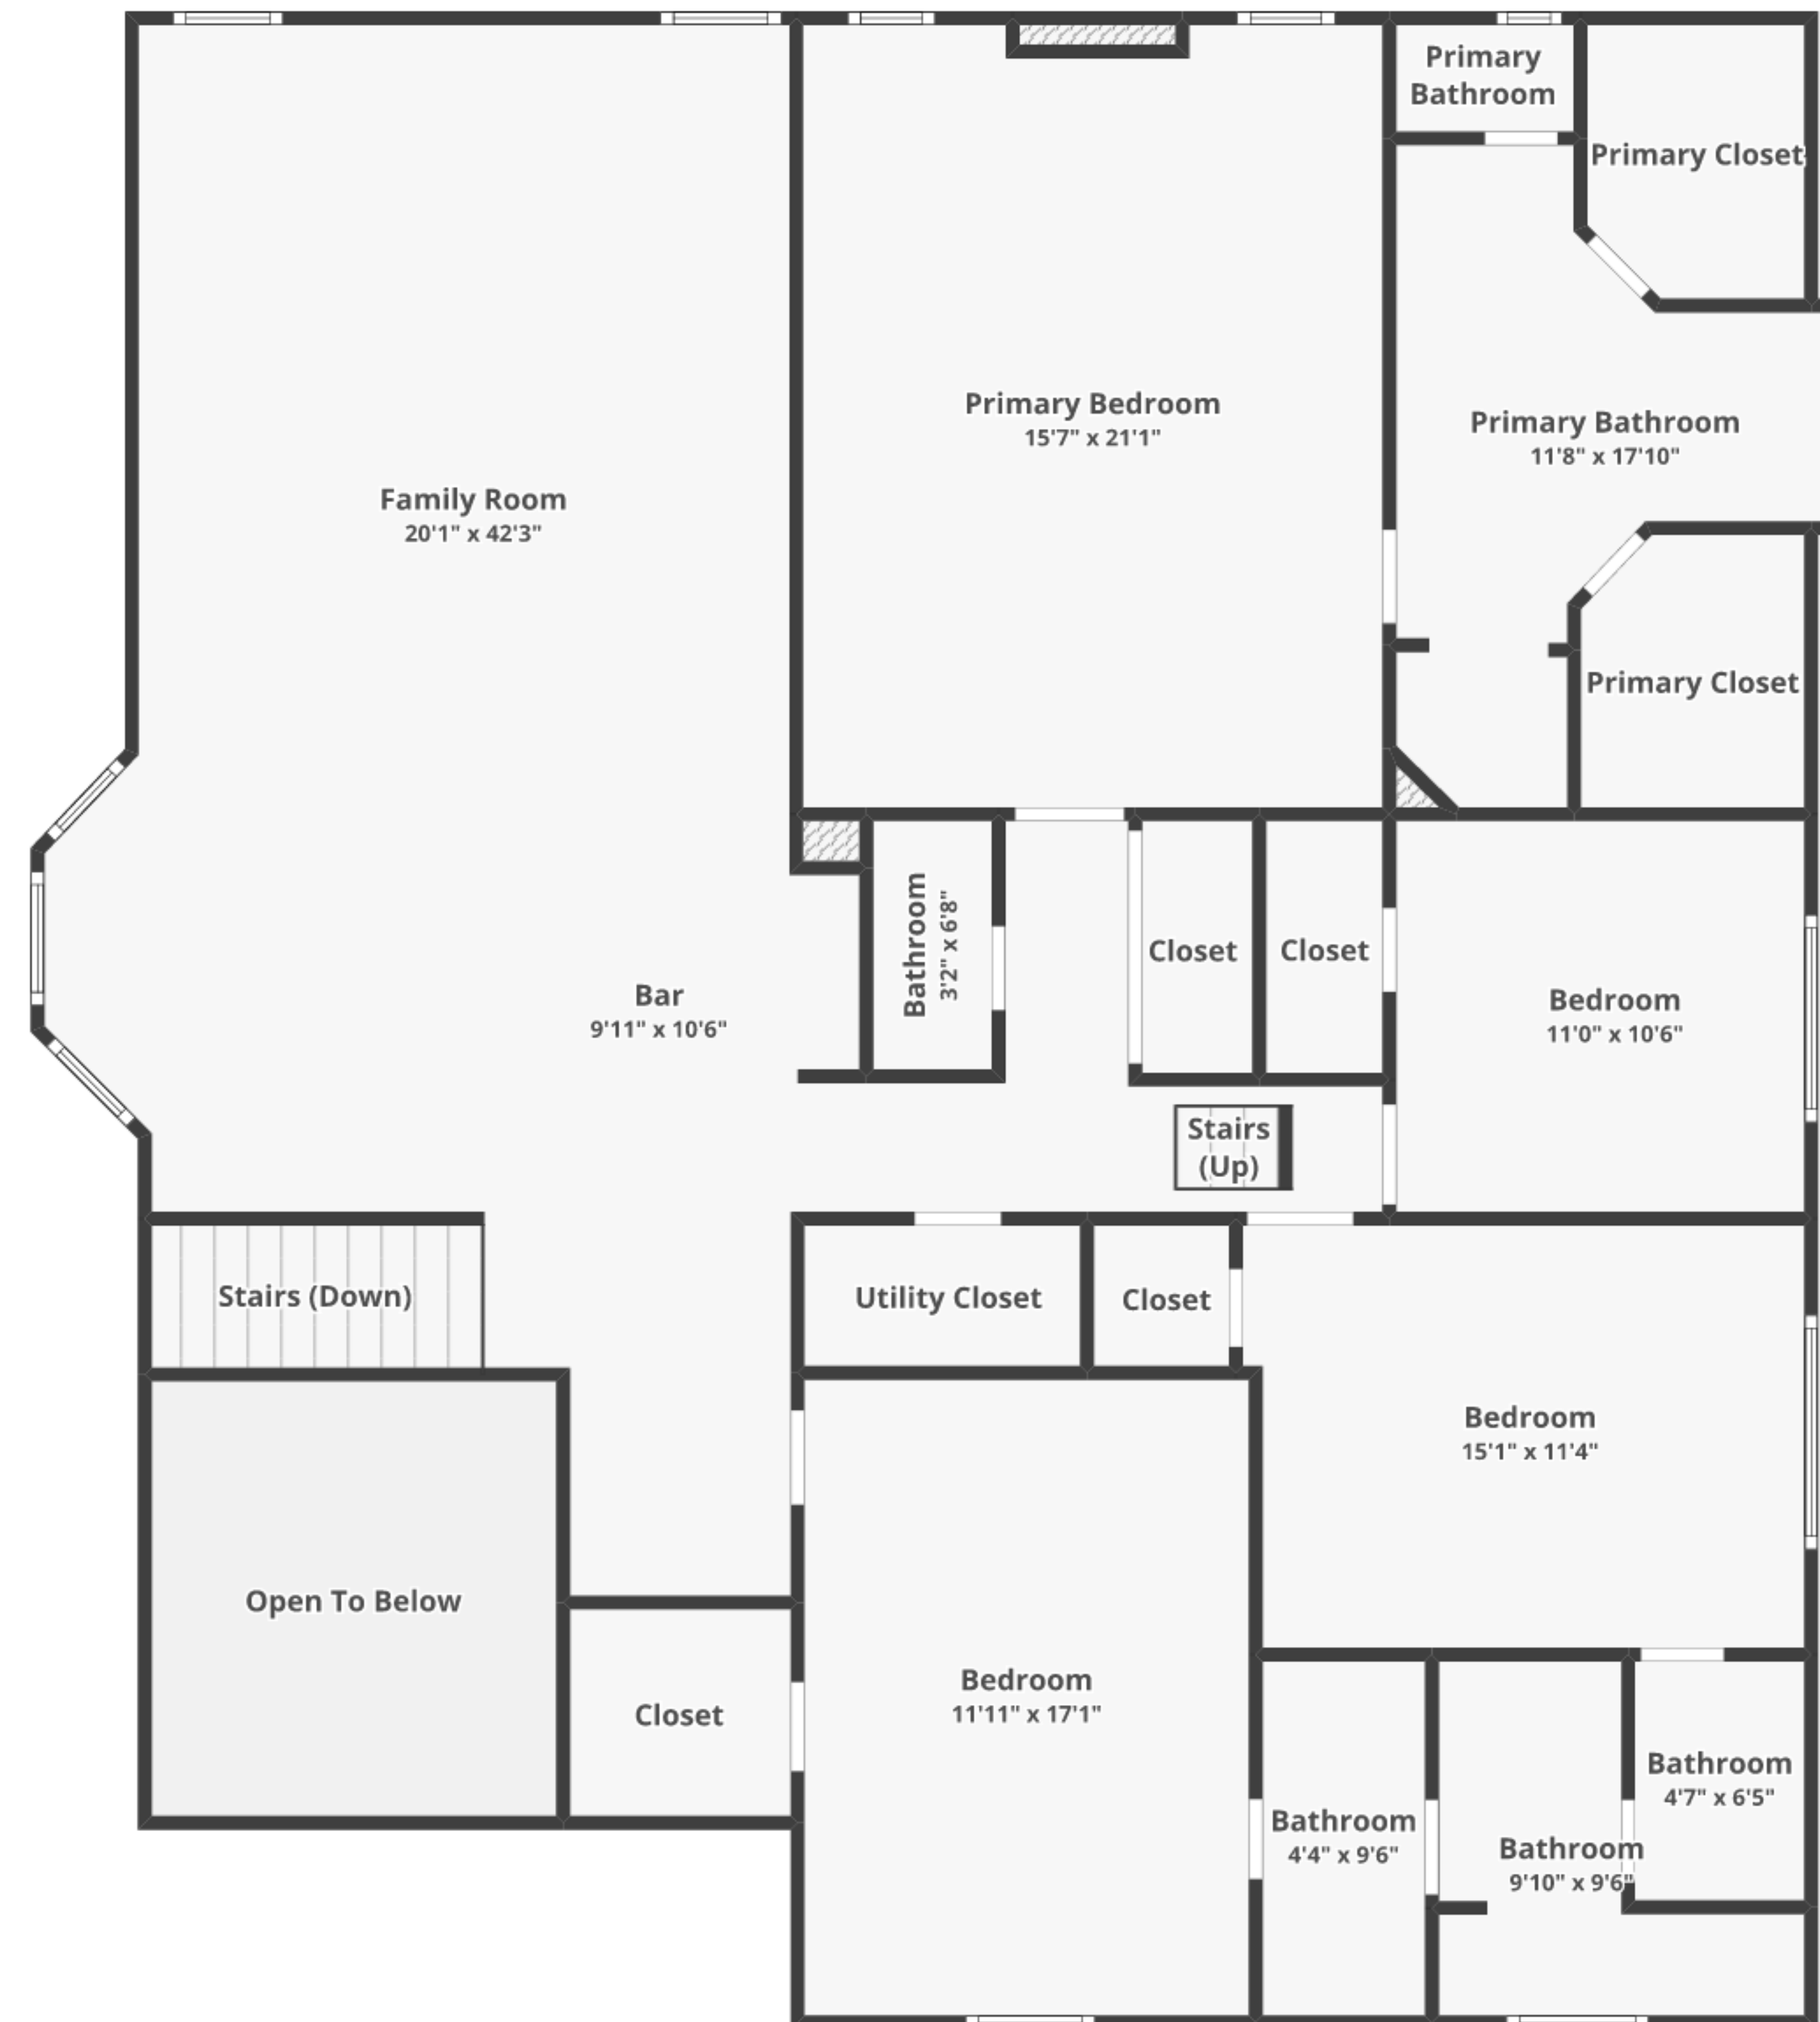 Primary
Bathroom
Primary Closet
Primary Bedroom
15'7" x 21'1"
Primary Bathroom
11'8" x 17'10"
Family Room
20'1" x 42'3"
Primary Closet
Bathroom
3'2" x 6'8"
Closet
Closet
Bar
9'11" x 10'6"
Bedroom
11'0" x 10'6"
Stairs
(Up)
Stairs (Down)
Utility Closet
Closet
Bedroom
15'1" x 11'4"
Open To Below
Closet
Bedroom
11'11" x 17'1"
Bathroom
4'7" x 6'5"
Bathroom
4'4" x 9'6"
Bathroom
9'10" x 9'6"